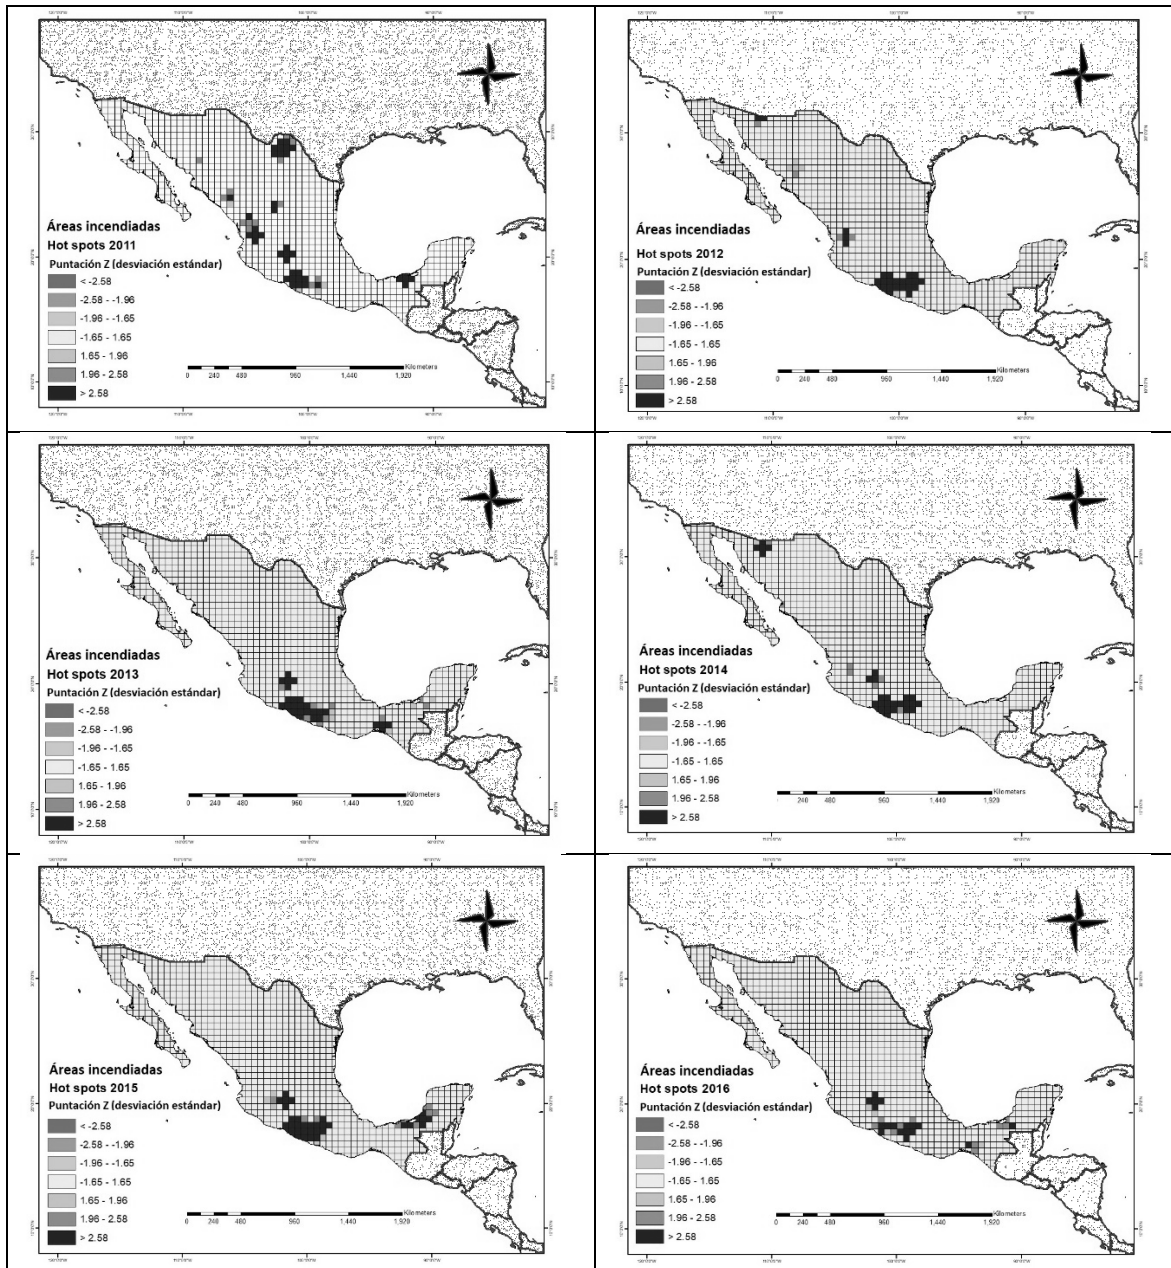 Áreas incendiadas
Hot spots 2011
Puntación Z (desviación estándar)
< -2.58
-2.58 - -1.96
-1.96 - -1.65
-1.65 - 1.65
1.65 - 1.96
1.96 - 2.58
> 2.58
Kilometers
0 240 480 960 1,440 1,920
Áreas incendiadas
Hot spots 2012
Puntación Z (desviación estándar)
< -2.58
-2.58 - -1.96
-1.96 - -1.65
-1.65 - 1.65
1.65 - 1.96
1.96 - 2.58
> 2.58
Kilometers
0 240 480 960 1,440 1,920
Áreas incendiadas
Hot spots 2013
Puntación Z (desviación estándar)
< -2.58
-2.58 - -1.96
-1.96 - -1.65
-1.65 - 1.65
1.65 - 1.96
1.96 - 2.58
> 2.58
Kilometers
0 240 480 960 1,440 1,920
Áreas incendiadas
Hot spots 2014
Puntación Z (desviación estándar)
< -2.58
-2.58 - -1.96
-1.96 - -1.65
-1.65 - 1.65
1.65 - 1.96
1.96 - 2.58
> 2.58
Kilometers
0 240 480 960 1,440 1,920
Áreas incendiadas
Hot spots 2015
Puntación Z (desviación estándar)
< -2.58
-2.58 - -1.96
-1.96 - -1.65
-1.65 - 1.65
1.65 - 1.96
1.96 - 2.58
> 2.58
Kilometers
0 240 480 960 1,440 1,920
Áreas incendiadas
Hot spots 2016
Puntación Z (desviación estándar)
< -2.58
-2.58 - -1.96
-1.96 - -1.65
-1.65 - 1.65
1.65 - 1.96
1.96 - 2.58
> 2.58
Kilometers
0 240 480 960 1,440 1,920